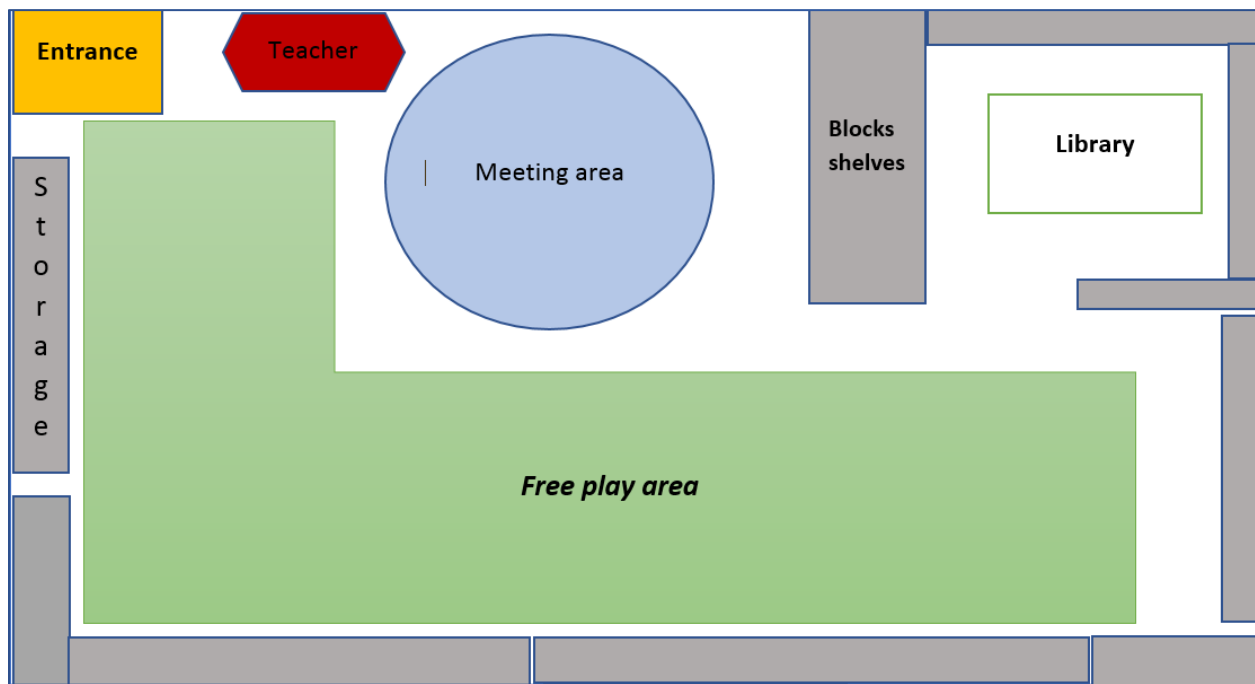 Entrance
Teacher
Meeting area
Blocks
shelves
Library
S
t
o
r
a
g
e
Free play area